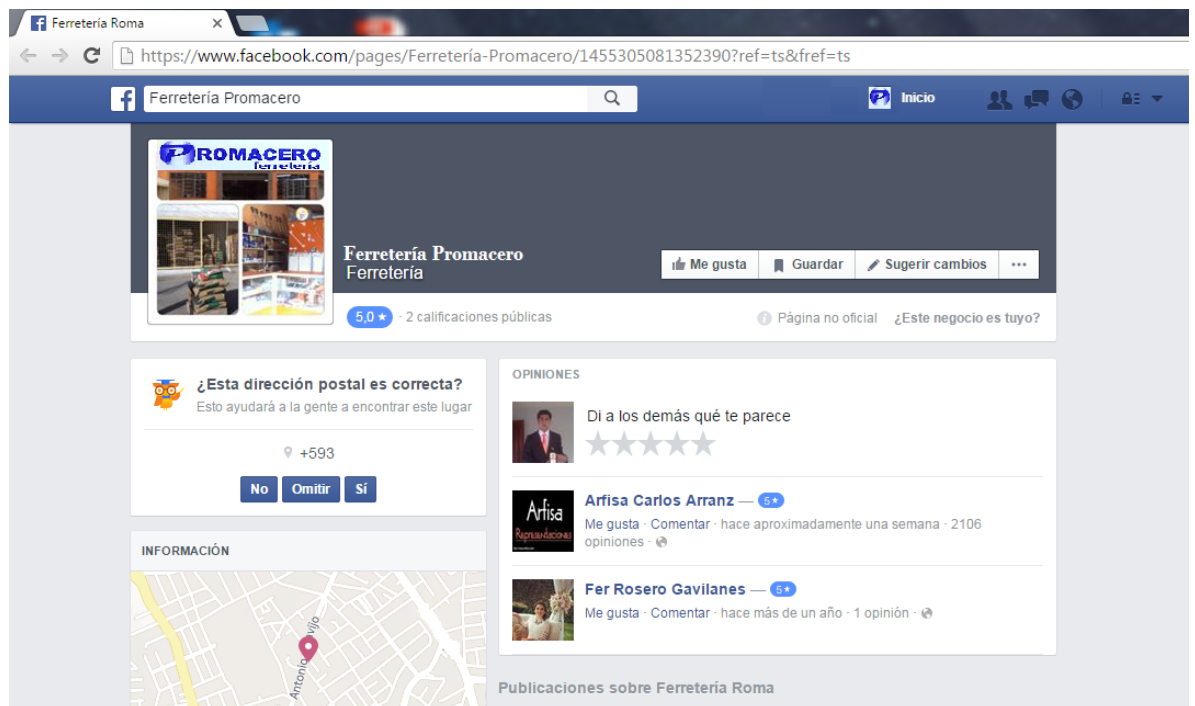 Ferretería Roma ×
https://www.facebook.com/pages/Ferretería-Promacero/1455305081352390?ref=ts&fref=ts
Ferretería Promacero
Inicio
PROMACERO
ferretería
Ferretería Promacero
Ferretería
Me gusta
Guardar
Sugerir cambios
...
5,0 ★ · 2 calificaciones públicas
Página no oficial ¿Este negocio es tuyo?
¿Esta dirección postal es correcta?
Esto ayudará a la gente a encontrar este lugar
+593
No Omitir Sí
INFORMACIÓN
Antonio
OPINIONES
Di a los demás qué te parece
Arfisa
Representaciones
Arfisa Carlos Arranz — 5★
Me gusta · Comentar · hace aproximadamente una semana · 2106
opiniones ·
Fer Rosero Gavilanes — 5★
Me gusta · Comentar · hace más de un año · 1 opinión ·
Publicaciones sobre Ferretería Roma